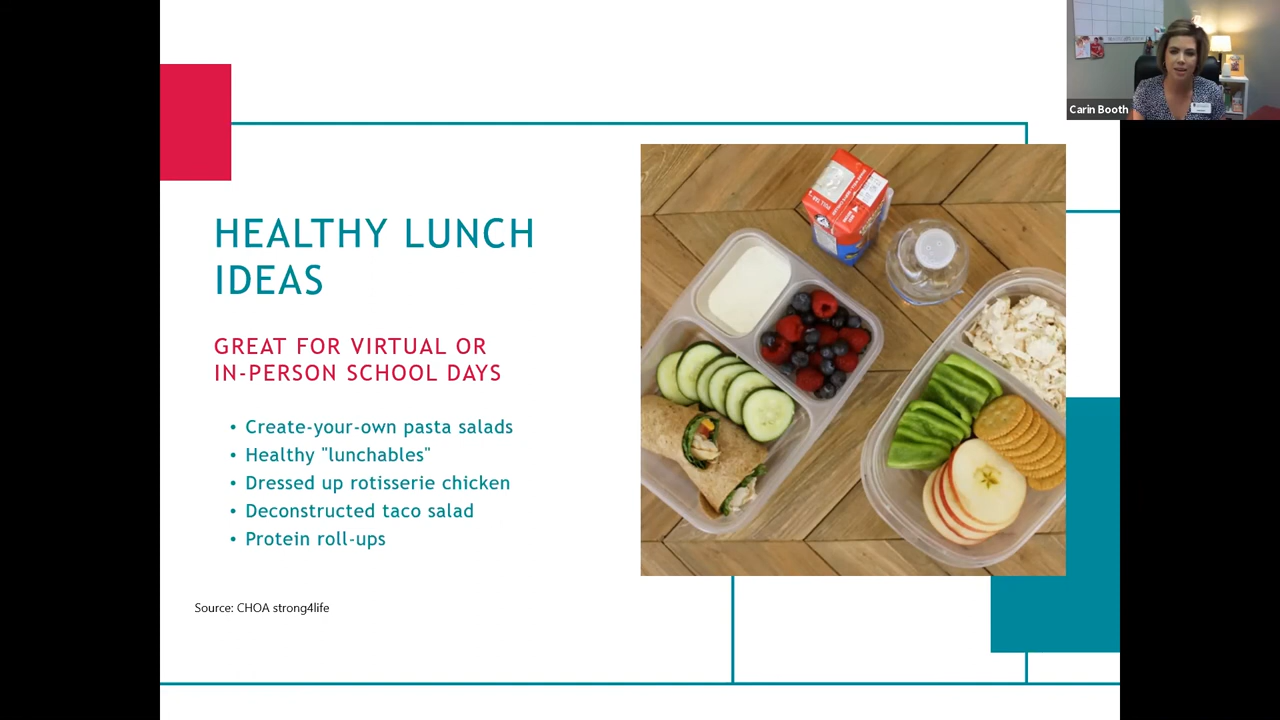 Carin Booth
HEALTHY LUNCH
IDEAS
GREAT FOR VIRTUAL OR
IN-PERSON SCHOOL DAYS
• Create-your-own pasta salads
• Healthy "lunchables"
• Dressed up rotisserie chicken
• Deconstructed taco salad
• Protein roll-ups
Source: CHOA strong4life